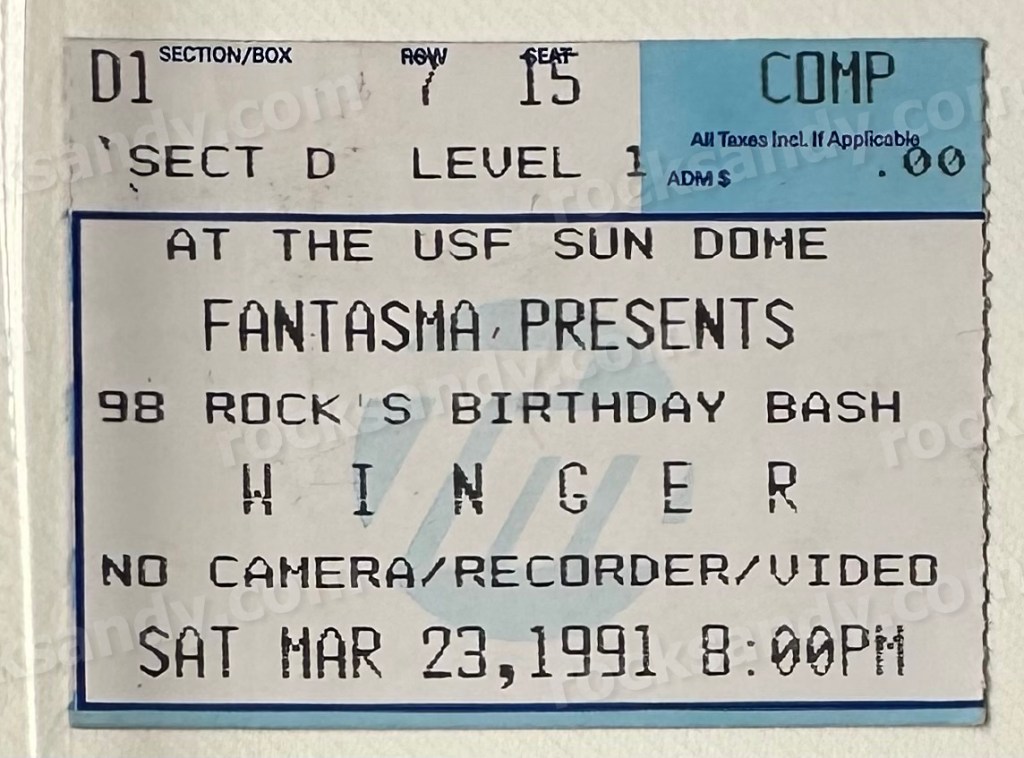 SECTION/BOX ROW SEAT
D1 7 15 COMP
All Taxes Incl. If Applicable
SECT D LEVEL 1 ADM $ .00
AT THE USF SUN DOME
FANTASMA PRESENTS
98 ROCK'S BIRTHDAY BASH
W I N G E R
NO CAMERA/RECORDER/VIDEO
SAT MAR 23,1991 8:00PM
rocksandy.com